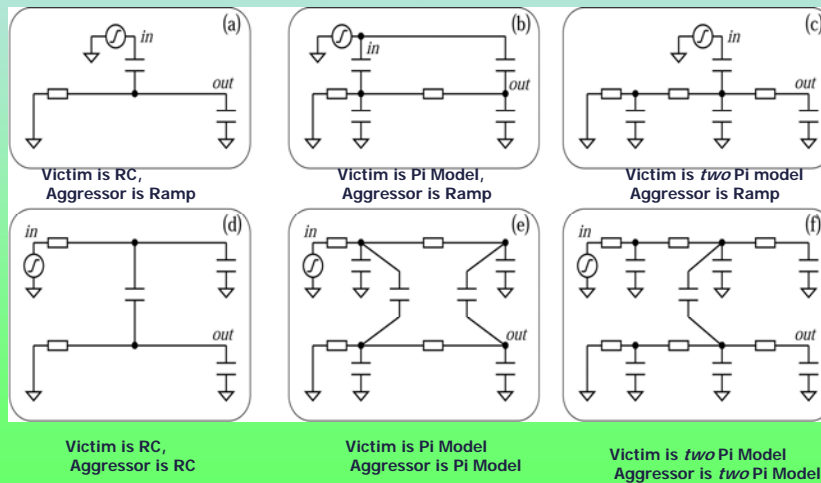 (a)
in
out
Victim is RC,
Aggressor is Ramp
(b)
in
out
Victim is Pi Model,
Aggressor is Ramp
(c)
in
out
Victim is two Pi model
Aggressor is Ramp
(d)
in
out
Victim is RC,
Aggressor is RC
(e)
in
out
Victim is Pi Model
Aggressor is Pi Model
(f)
in
out
Victim is two Pi Model
Aggressor is two Pi Model